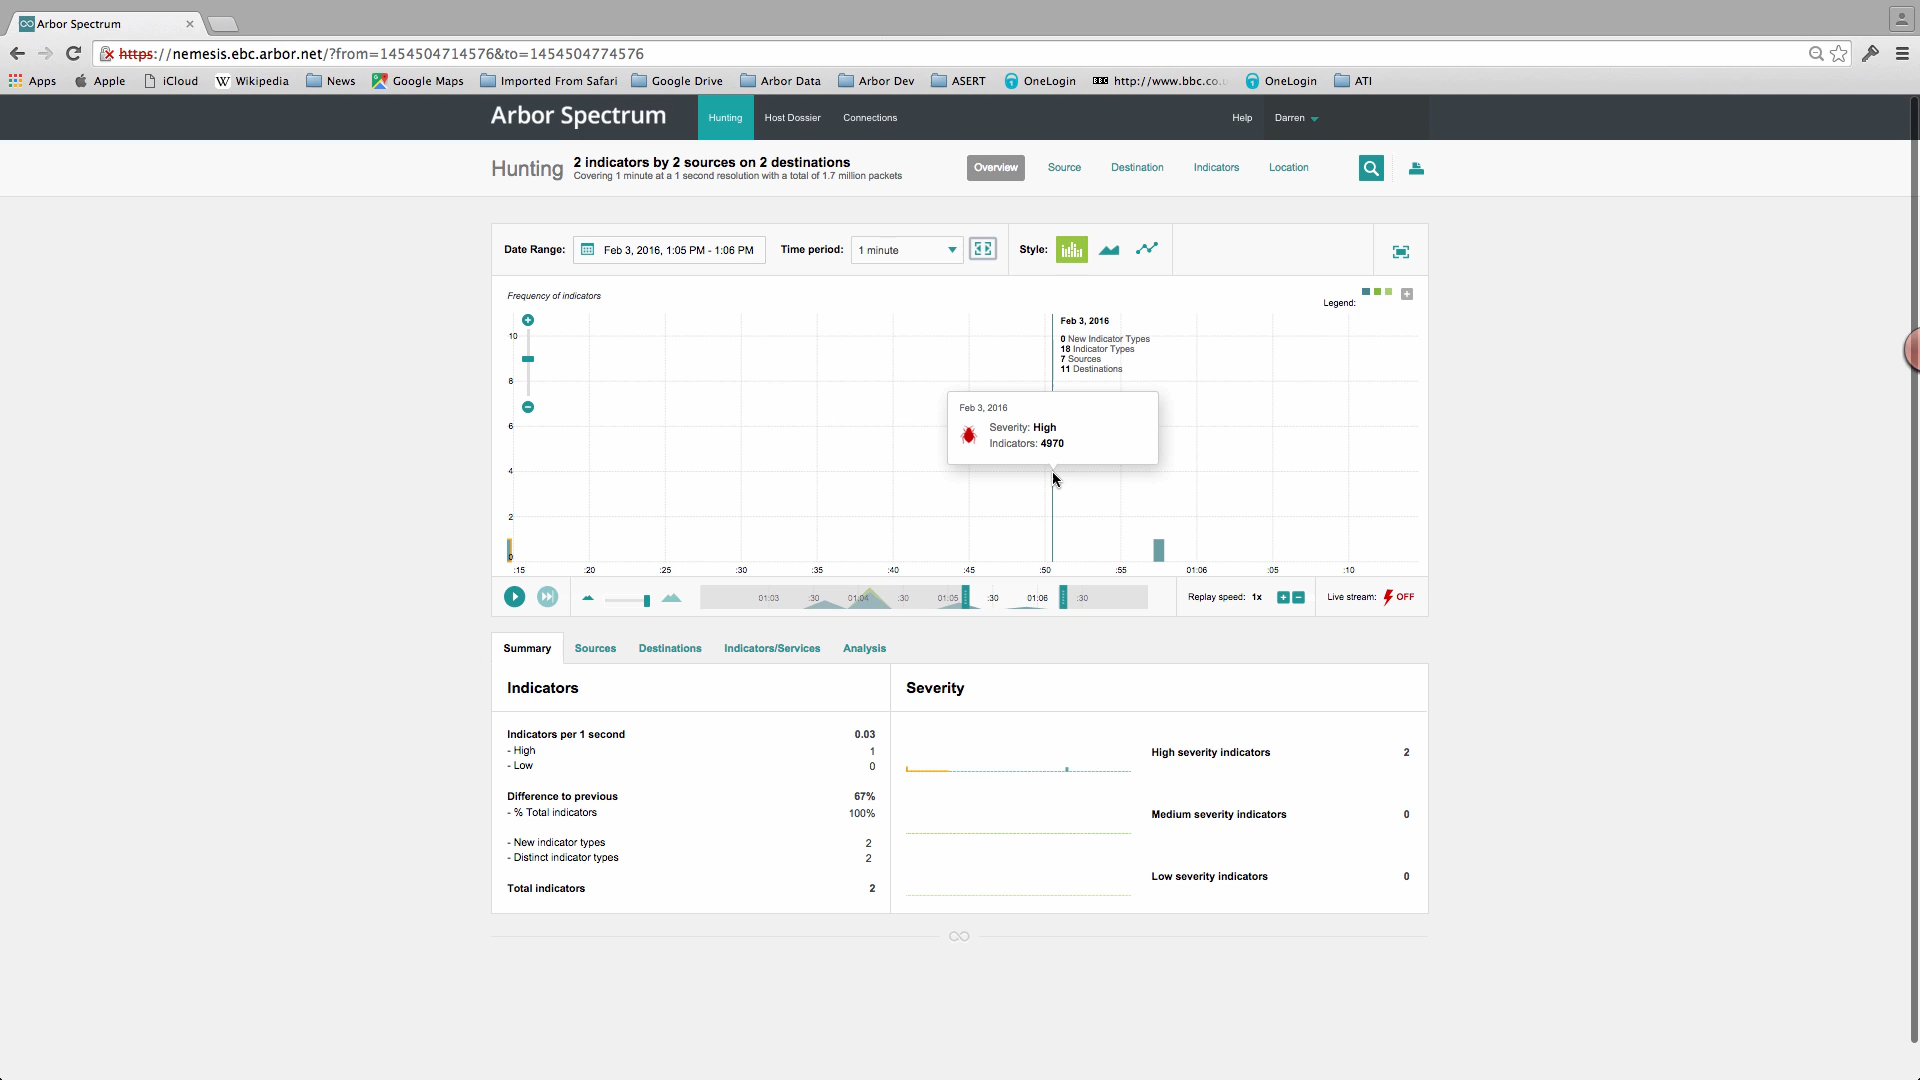 Arbor Spectrum
https://nemesis.ebc.arbor.net/?from=1454504714576&to=1454504774576
Apps Apple iCloud Wikipedia News Google Maps Imported From Safari Google Drive Arbor Data Arbor Dev ASERT OneLogin http://www.bbc.co.u OneLogin ATI
Arbor Spectrum Hunting Host Dossier Connections Help Darren
Hunting 2 indicators by 2 sources on 2 destinations
Covering 1 minute at a 1 second resolution with a total of 1.7 million packets
Overview Source Destination Indicators Location
Date Range: Feb 3, 2016, 1:05 PM - 1:06 PM Time period: 1 minute Style:
Frequency of indicators
Legend:
Feb 3, 2016
0 New Indicator Types
18 Indicator Types
7 Sources
11 Destinations
Feb 3, 2016
Severity: High
Indicators: 4970
10
8
6
4
2
0
:15 :20 :25 :30 :35 :40 :45 :50 :55 01:06 :05 :10
01:03 :30 01:04 :30 01:05 :30 01:06 :30
Replay speed: 1x
Live stream: OFF
Summary Sources Destinations Indicators/Services Analysis
Indicators
Indicators per 1 second 0.03
- High 1
- Low 0
Difference to previous 67%
- % Total indicators 100%
- New indicator types 2
- Distinct indicator types 2
Total indicators 2
Severity
High severity indicators 2
Medium severity indicators 0
Low severity indicators 0